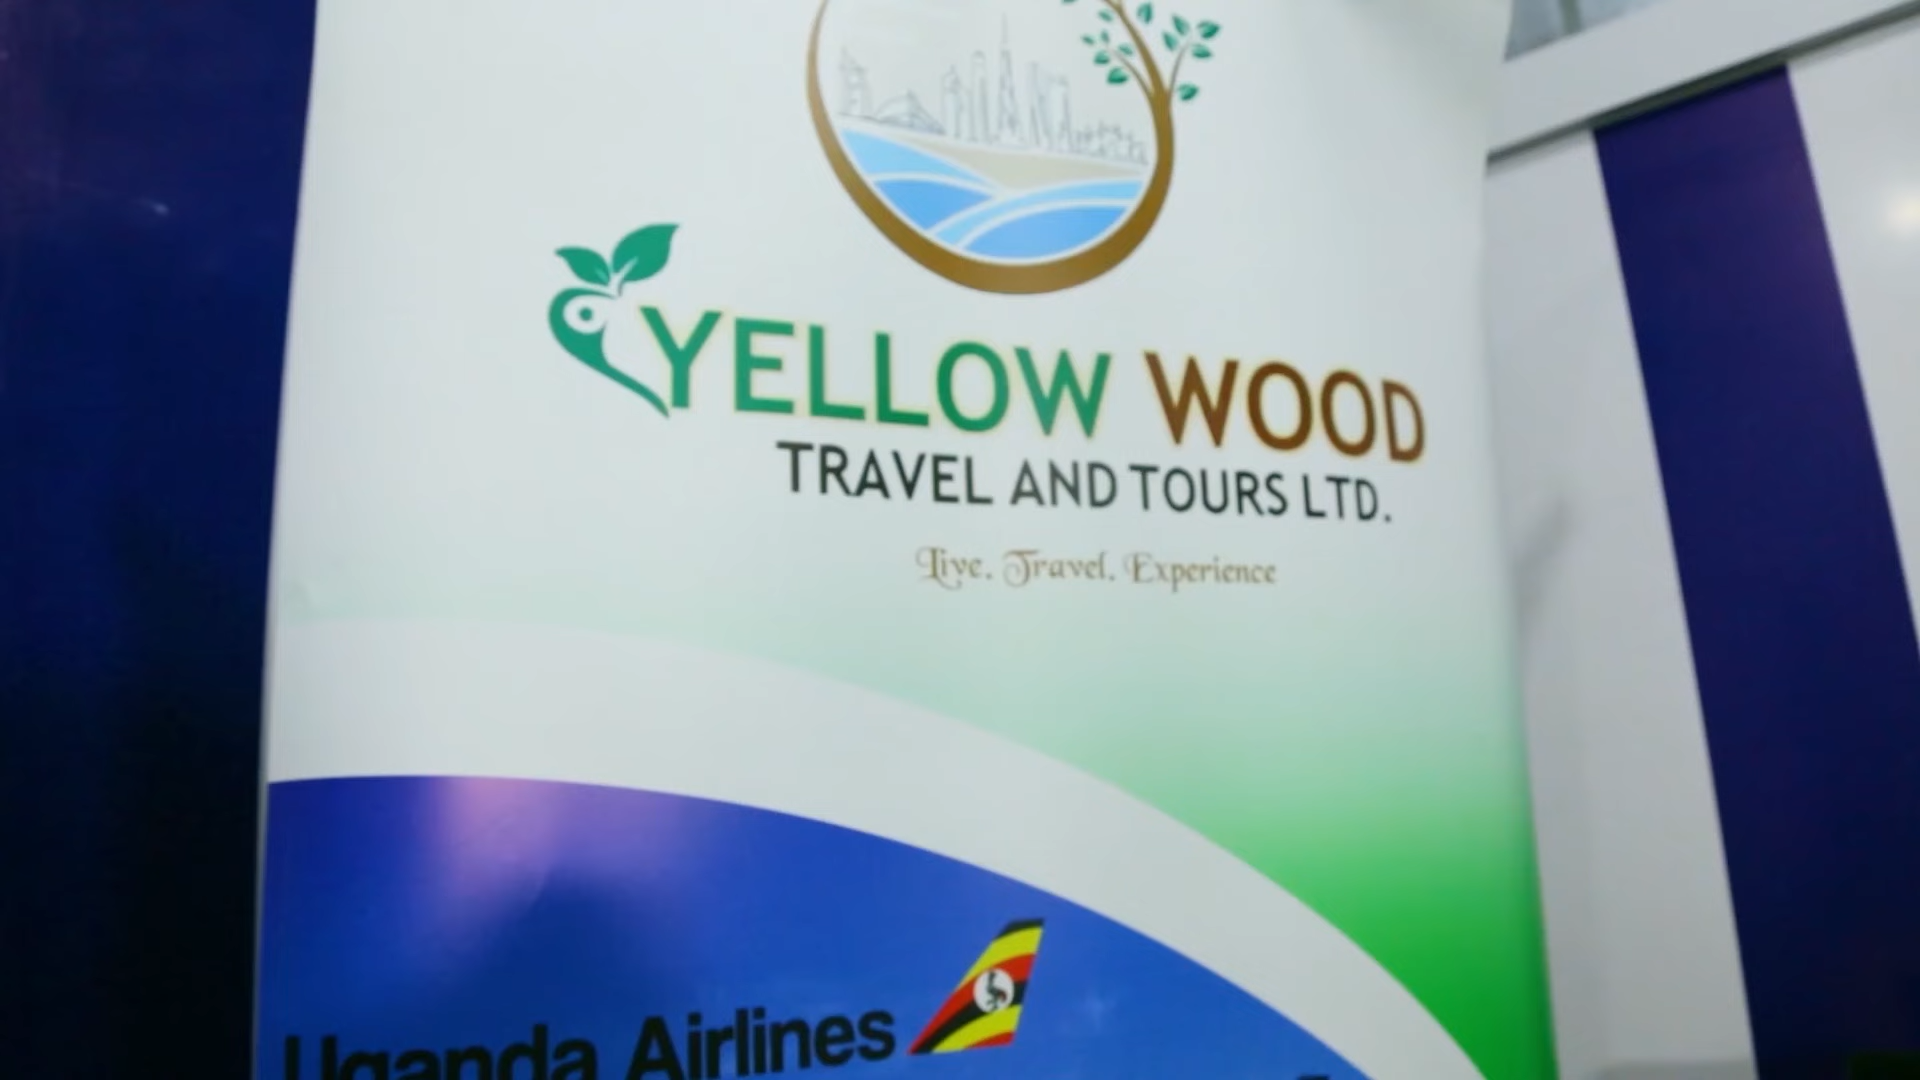 YELLOW WOOD
TRAVEL AND TOURS LTD.
Live. Travel. Experience
Uganda Airlines